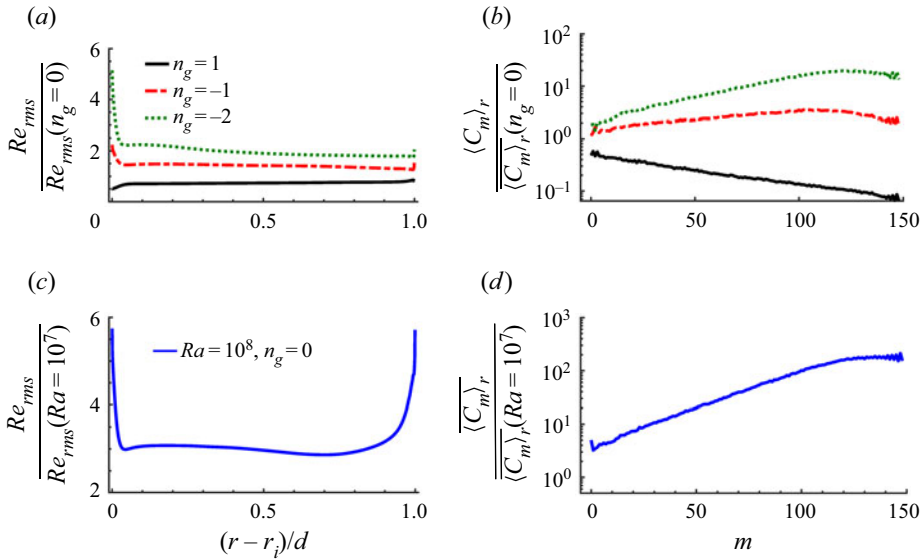 (a)
Re_rms
Re_rms(n_g = 0)
6
4
2
0
0.5
1.0
n_g = 1
n_g = –1
n_g = –2
(b)
⟨C_m⟩_r
⟨C_m⟩_r(n_g = 0)
10^2
10^1
10^0
10^–1
0
50
100
150
(c)
Re_rms
Re_rms(Ra = 10^7)
6
4
2
0
0.5
1.0
Ra = 10^8, n_g = 0
(r – r_i)/d
(d)
⟨C_m⟩_r
⟨C_m⟩_r(Ra = 10^7)
10^3
10^2
10^1
10^0
0
50
100
150
m